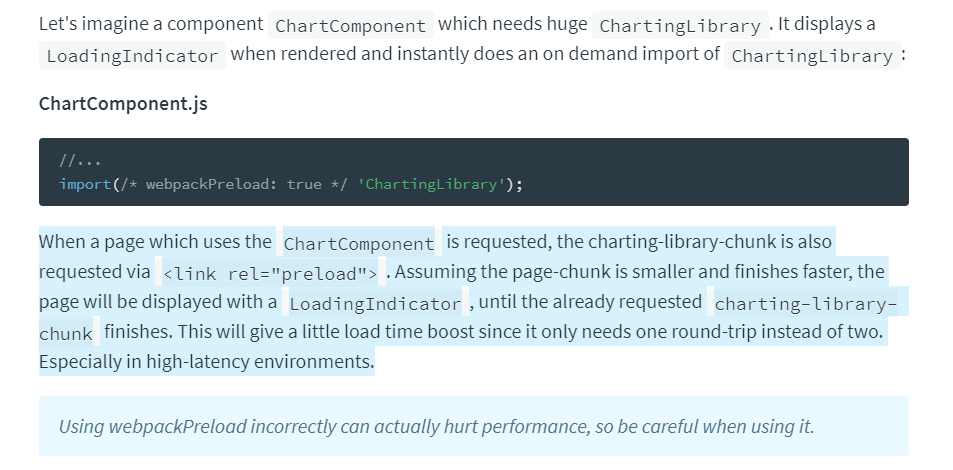 Let's imagine a component ChartComponent which needs huge ChartingLibrary . It displays a
LoadingIndicator when rendered and instantly does an on demand import of ChartingLibrary :
ChartComponent.js
//...
import(/* webpackPreload: true */ 'ChartingLibrary');
When a page which uses the ChartComponent is requested, the charting-library-chunk is also
requested via <link rel="preload"> . Assuming the page-chunk is smaller and finishes faster, the
page will be displayed with a LoadingIndicator , until the already requested charting-library-
chunk finishes. This will give a little load time boost since it only needs one round-trip instead of two.
Especially in high-latency environments.
Using webpackPreload incorrectly can actually hurt performance, so be careful when using it.